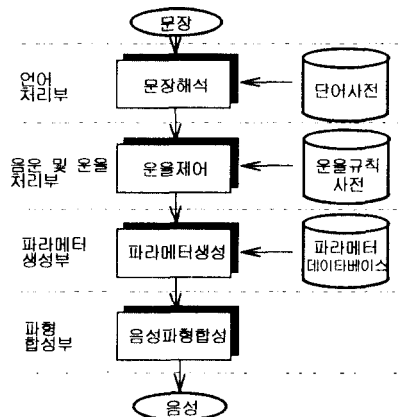 문장
언어
처리부
문장해석
단어사전
음운 및 운율
처리부
운율제어
운율규칙
사전
파라메터
생성부
파라메터생성
파라메터
데이타베이스
파형
합성부
음성파형합성
음성